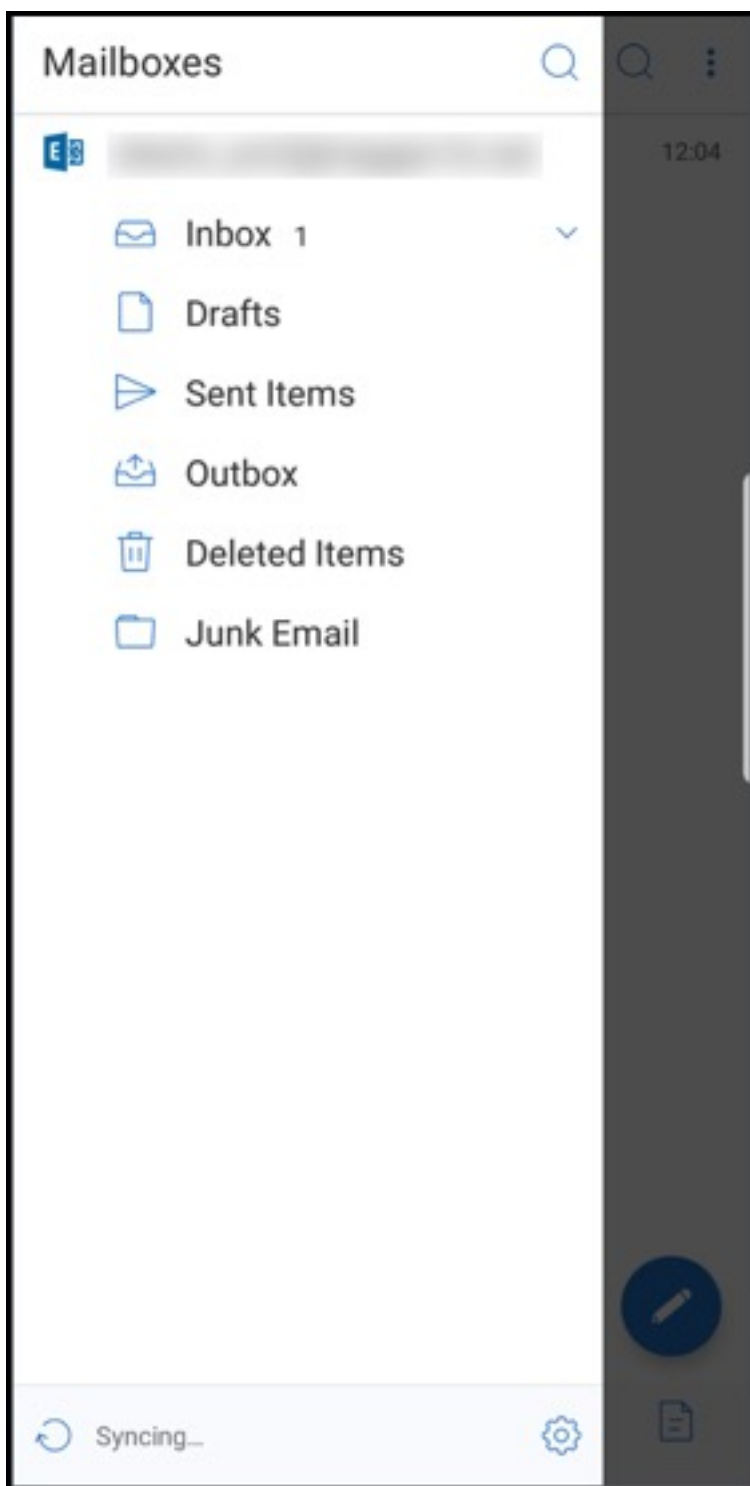 Mailboxes
12:04
Inbox 1
Drafts
Sent Items
Outbox
Deleted Items
Junk Email
Syncing...